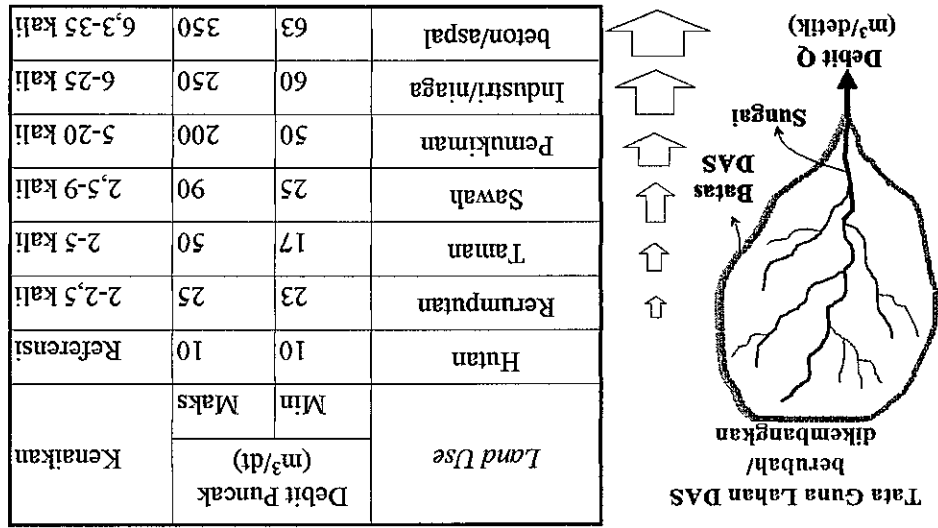 Tata Guna Lahan DAS
berubah/
dikembangkan
Batas
DAS
Sungai
Debit Q
(m³/detik)
Land Use
Debit Puncak
(m³/dt)
Kenaikan
Min Maks
Hutan 10 10 Referensi
Rerumputan 23 25 2-2,5 kali
Taman 17 50 2-5 kali
Sawah 25 90 2,5-9 kali
Pemukiman 50 200 5-20 kali
Industri/niaga 60 250 6-25 kali
beton/aspal 63 350 6,3-35 kali